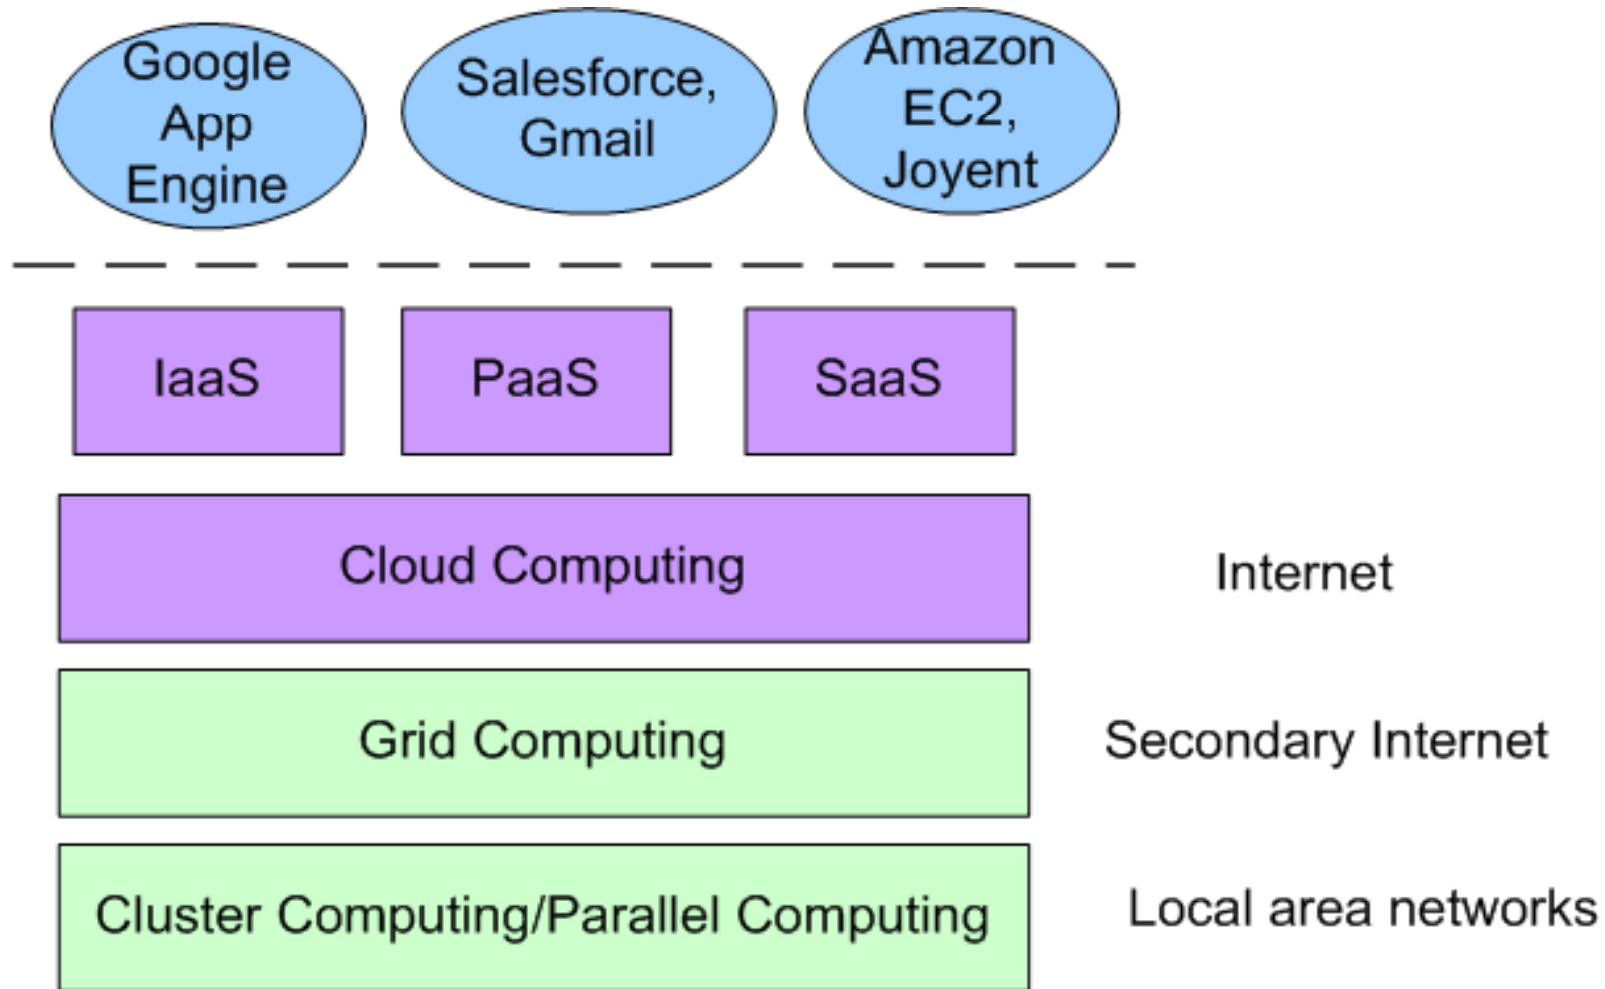 Google
App
Engine
Salesforce,
Gmail
Amazon
EC2,
Joyent
IaaS
PaaS
SaaS
Cloud Computing
Internet
Grid Computing
Secondary Internet
Cluster Computing/Parallel Computing
Local area networks